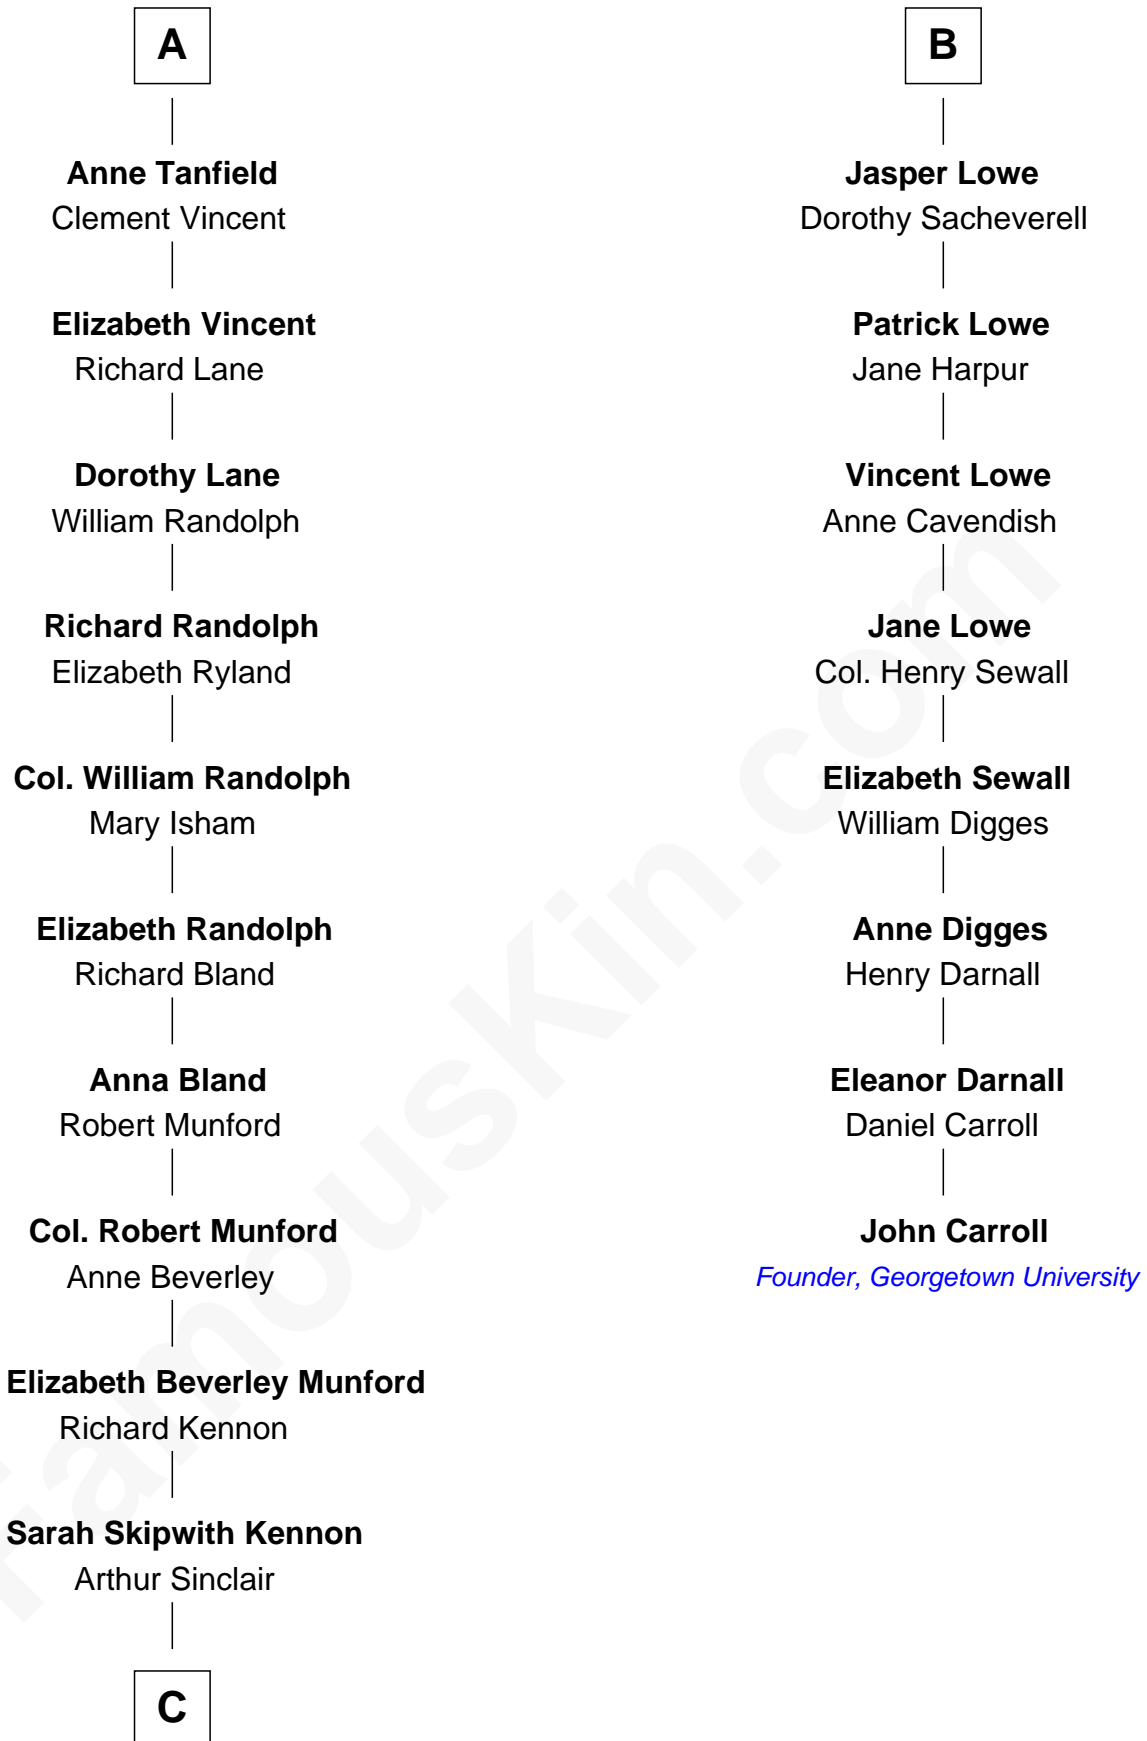 A
Anne Tanfield
Clement Vincent
Elizabeth Vincent
Richard Lane
Dorothy Lane
William Randolph
Richard Randolph
Elizabeth Ryland
Col. William Randolph
Mary Isham
Elizabeth Randolph
Richard Bland
Anna Bland
Robert Munford
Col. Robert Munford
Anne Beverley
Elizabeth Beverley Munford
Richard Kennon
Sarah Skipwith Kennon
Arthur Sinclair
C
B
Jasper Lowe
Dorothy Sacheverell
Patrick Lowe
Jane Harpur
Vincent Lowe
Anne Cavendish
Jane Lowe
Col. Henry Sewall
Elizabeth Sewall
William Digges
Anne Digges
Henry Darnall
Eleanor Darnall
Daniel Carroll
John Carroll
Founder, Georgetown University
FamousKin.com